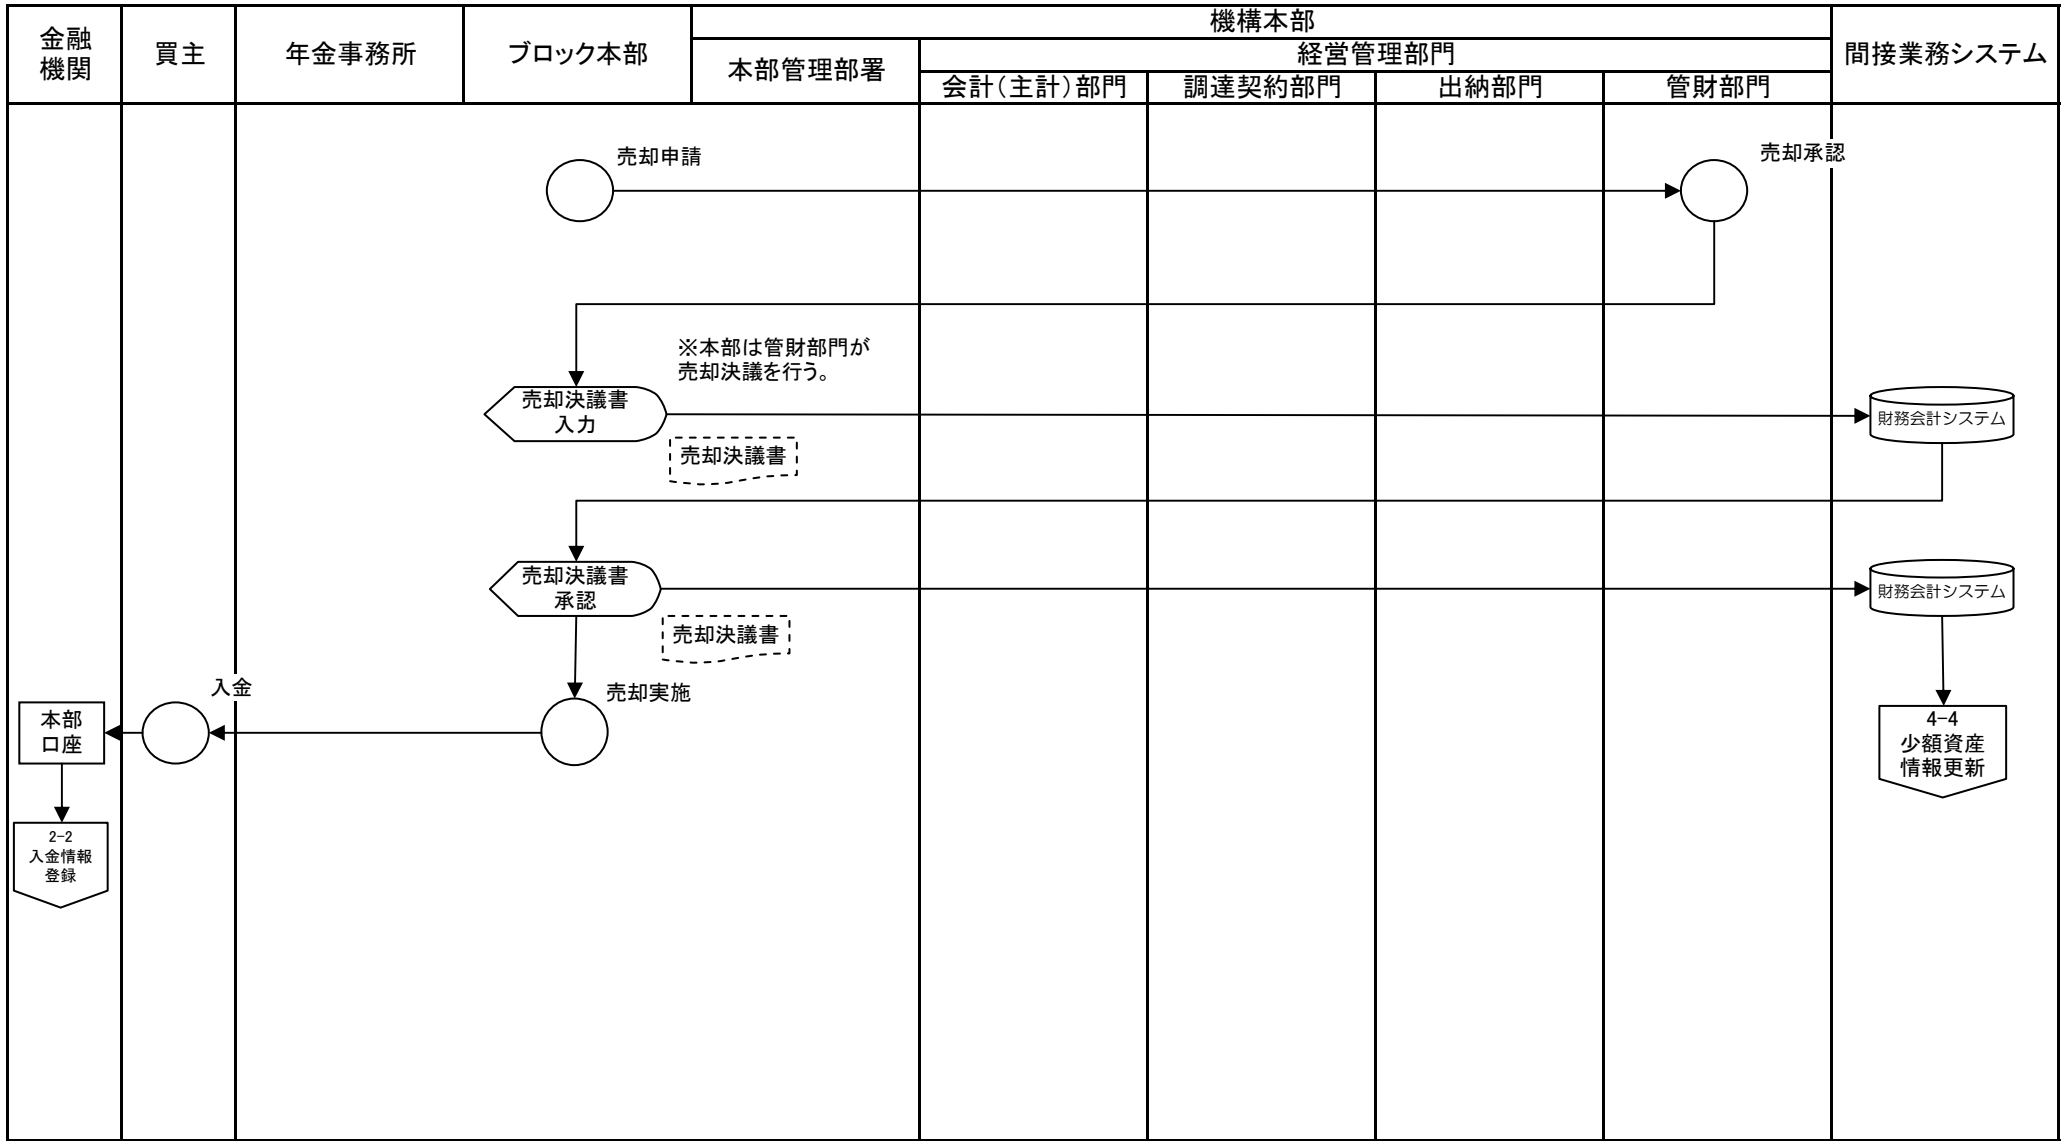 金融
機関
買主
年金事務所
ブロック本部
機構本部
本部管理部署
経営管理部門
会計(主計)部門
調達契約部門
出納部門
管財部門
間接業務システム
売却申請
売却承認
※本部は管財部門が
売却決議を行う。
売却決議書
入力
財務会計システム
売却決議書
売却決議書
承認
財務会計システム
売却決議書
入金
売却実施
本部
口座
4-4
少額資産
情報更新
2-2
入金情報
登録